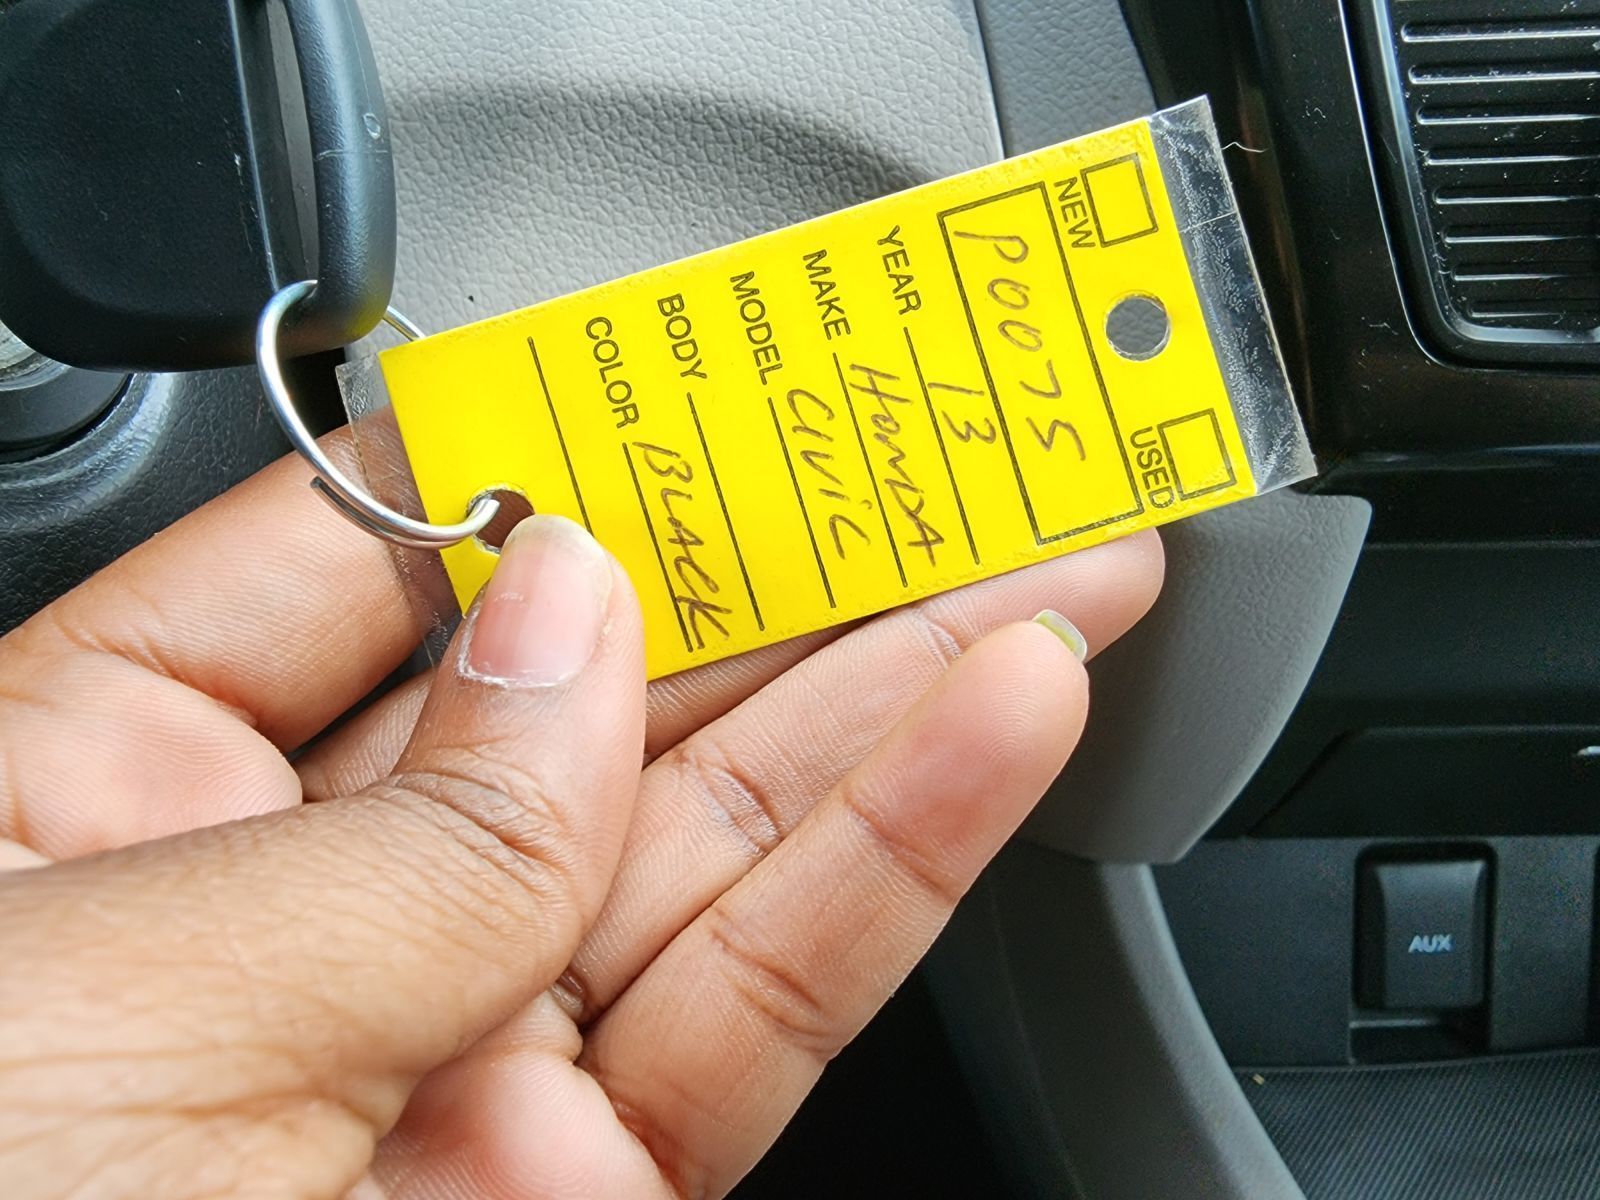 NEW USED
P0075
YEAR 13
MAKE HONDA
MODEL CIVIC
BODY
COLOR BLACK
AUX